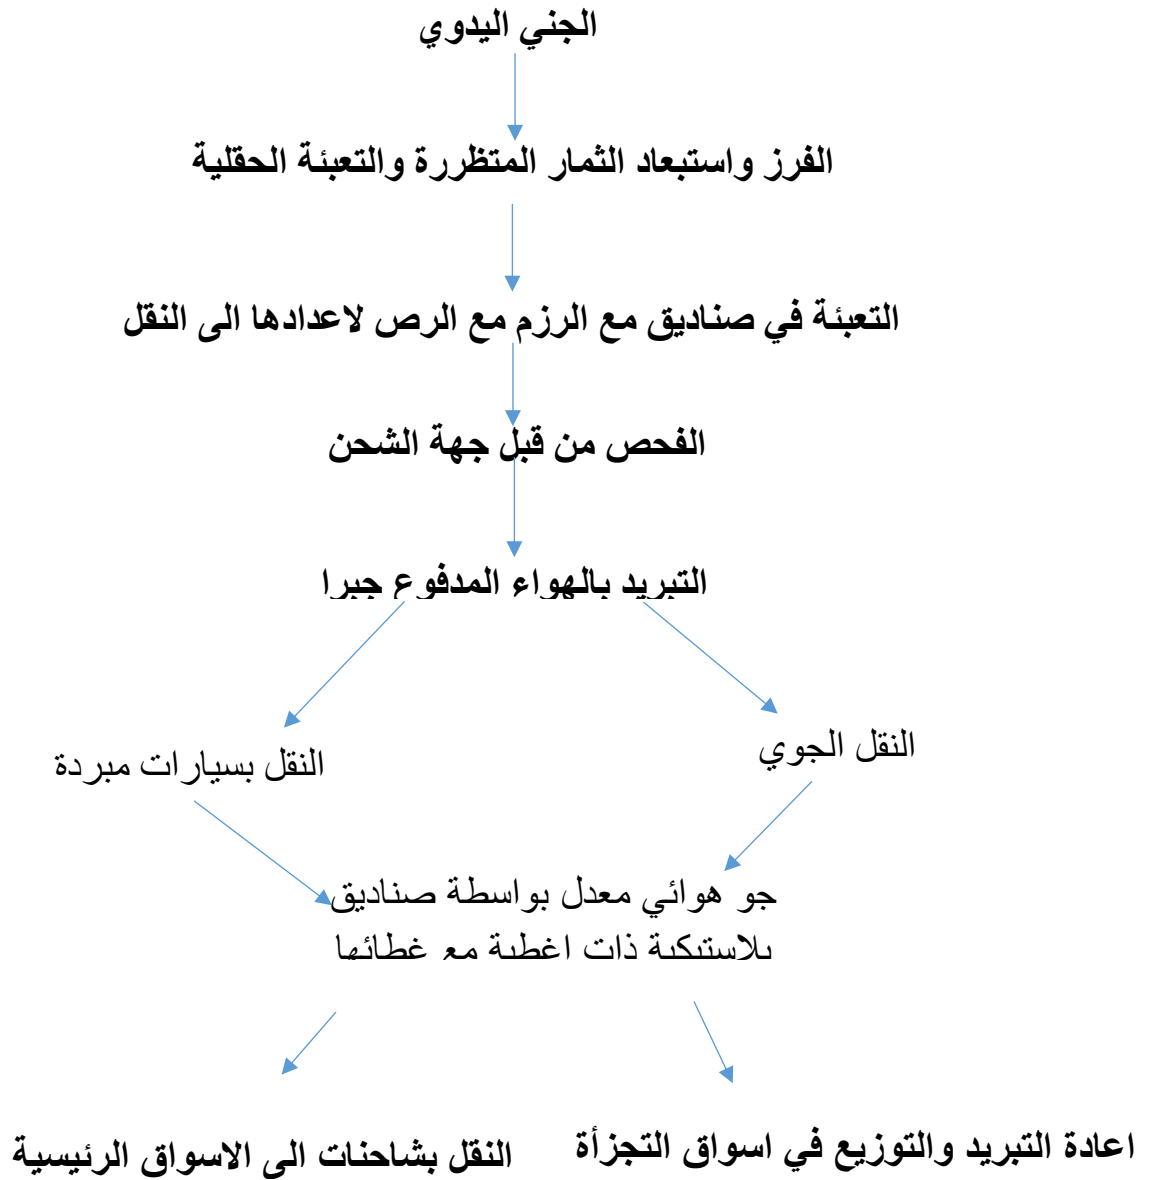 الجني اليدوي
الفرز واستبعاد الثمار المتظررة والتعبئة الحقلية
التعبئة في صناديق مع الرزم مع الرص لاعدادها الى النقل
الفحص من قبل جهة الشحن
التبريد بالهواء المدفوع جبرا
النقل الجوي
النقل بسيارات مبردة
جو هوائي معدل بواسطة صناديق
بلاستيكية ذات اغطية مع غطائها
اعادة التبريد والتوزيع في اسواق التجزأة
النقل بشاحنات الى الاسواق الرئيسية